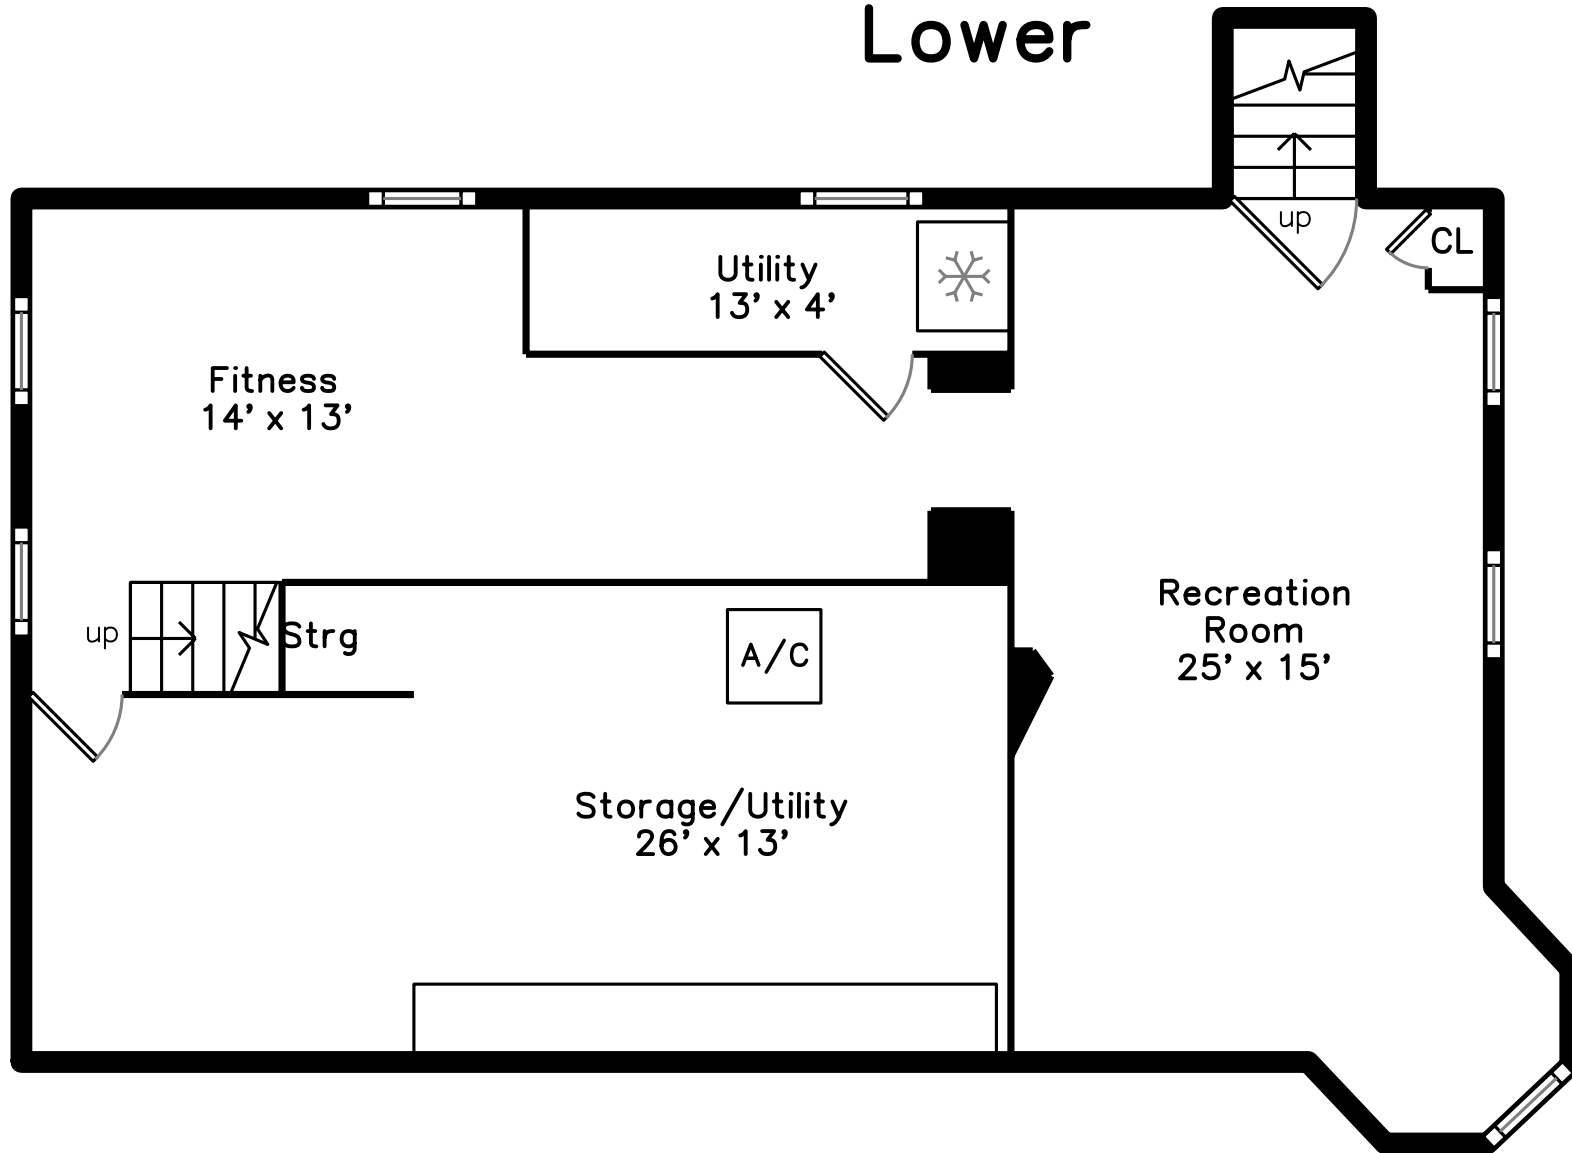 Lower
up
CL
Utility
13' x 4'
Fitness
14' x 13'
Recreation
Room
25' x 15'
up
Strg
A/C
Storage/Utility
26' x 13'